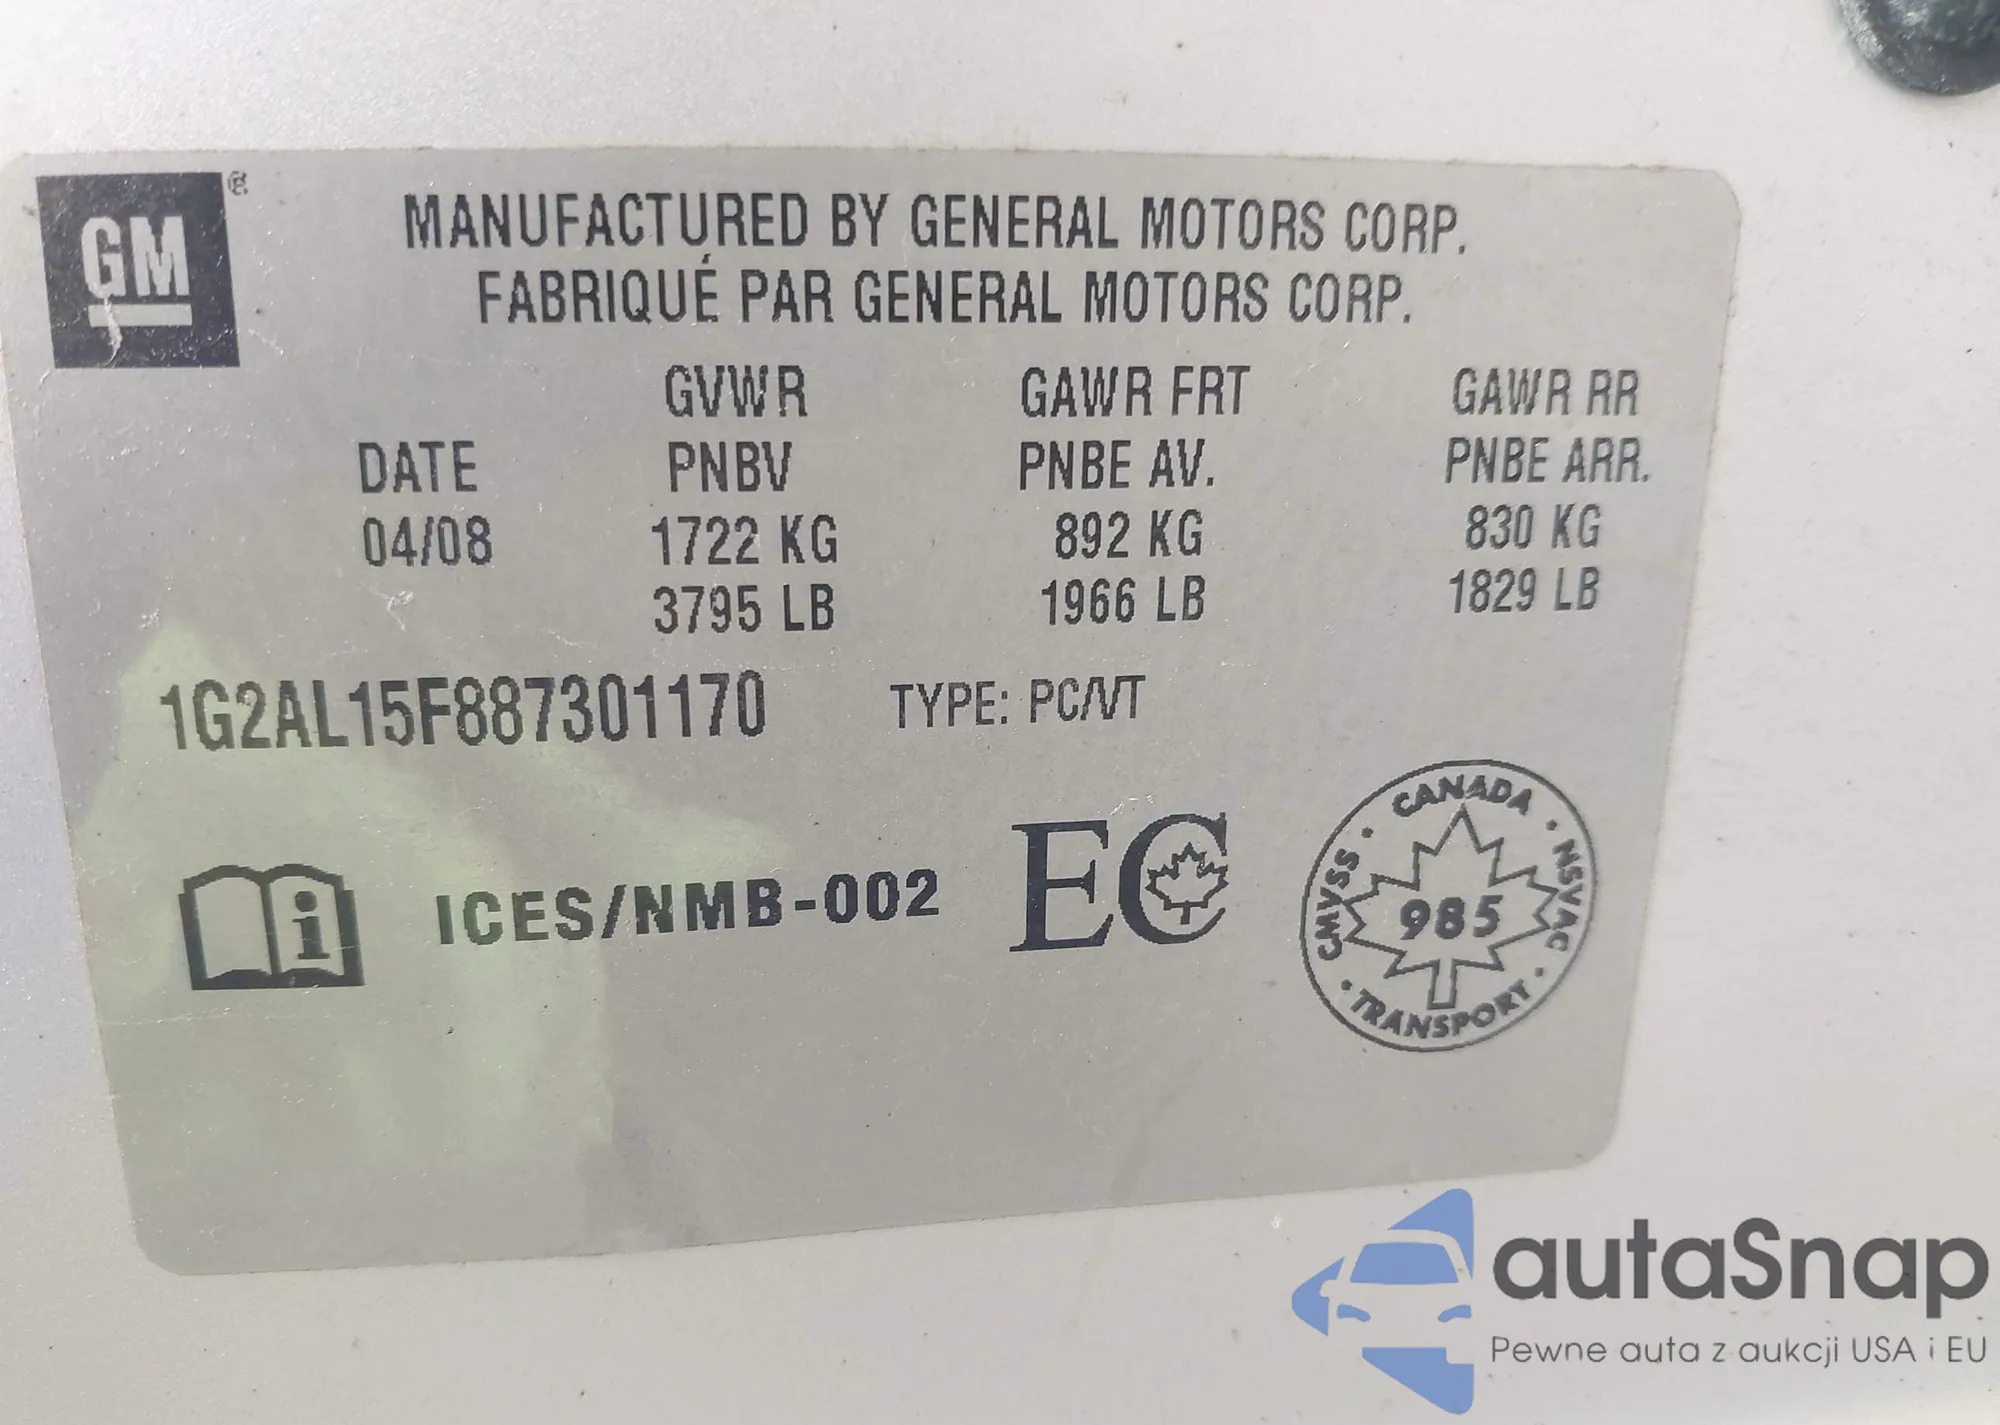 GM®
MANUFACTURED BY GENERAL MOTORS CORP.
FABRIQUÉ PAR GENERAL MOTORS CORP.
GVWR GAWR FRT GAWR RR
DATE PNBV PNBE AV. PNBE ARR.
04/08 1722 KG 892 KG 830 KG
3795 LB 1966 LB 1829 LB
1G2AL15F887301170 TYPE: PC/VT
i ICES/NMB-002 EC
CANADA · NSVAC · TRANSPORT · CMVSS ·
985
autaSnap
Pewne auta z aukcji USA i EU